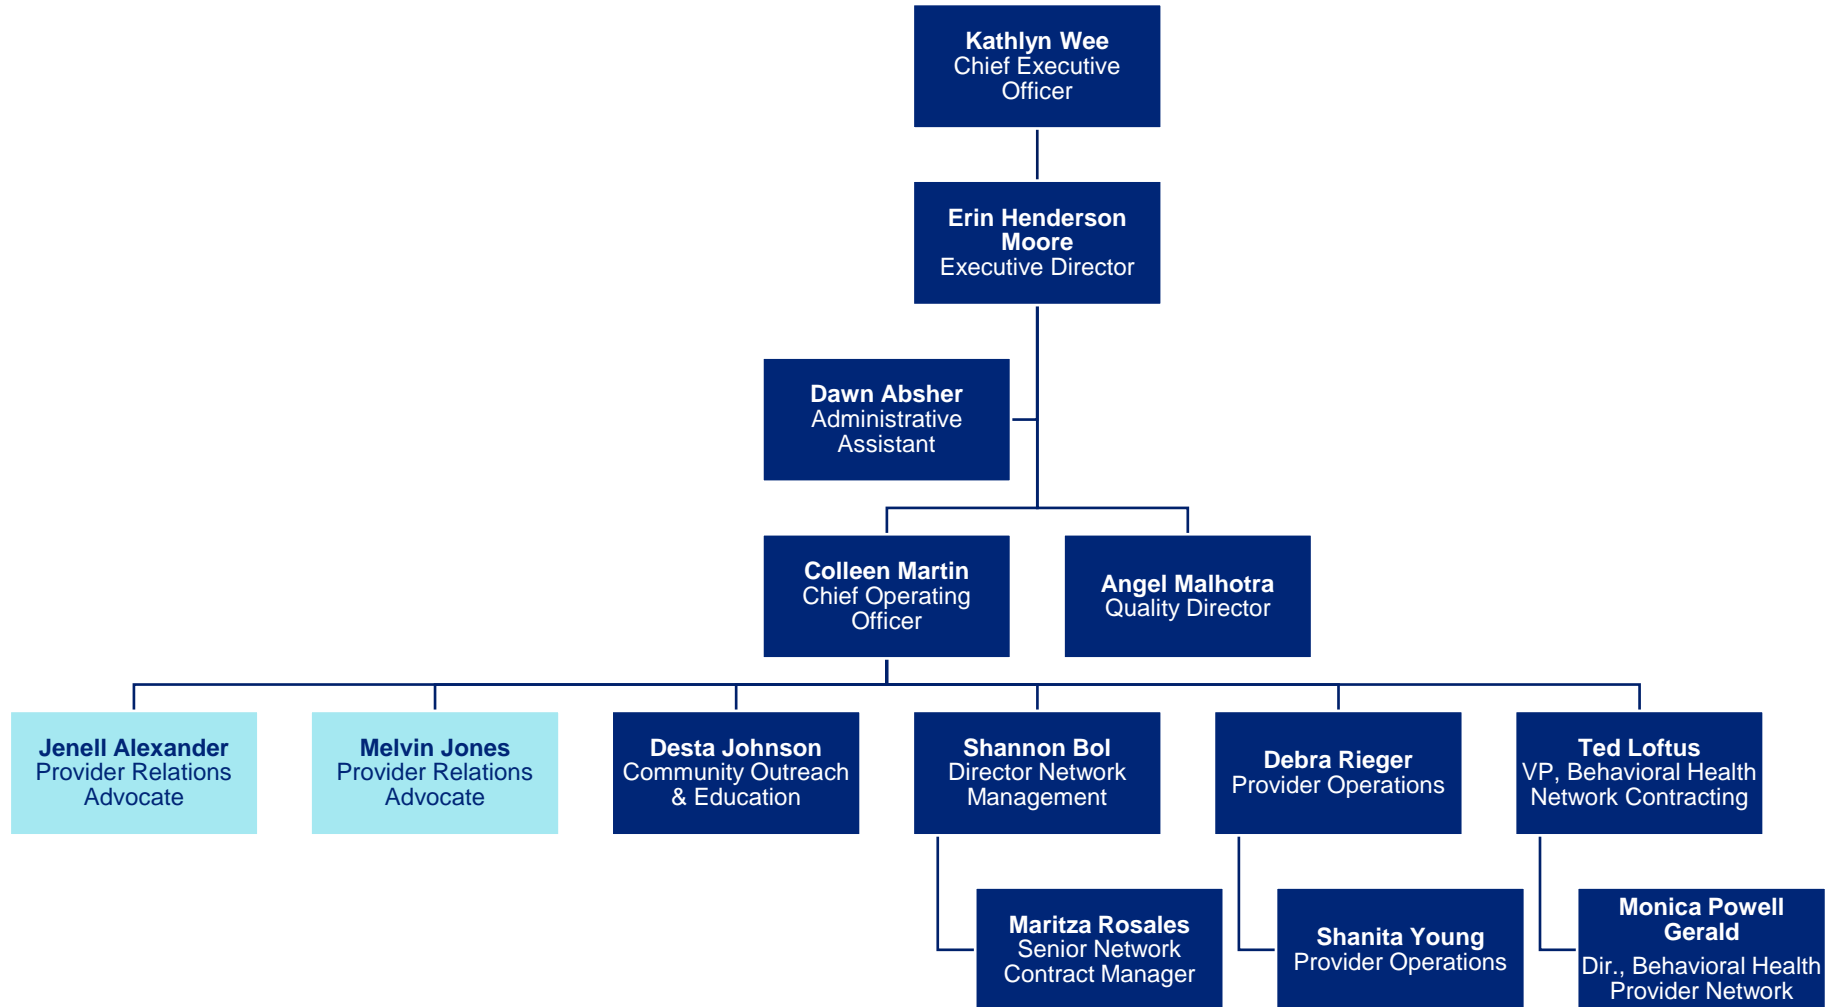 Kathlyn Wee
Chief Executive
Officer
Erin Henderson
Moore
Executive Director
Dawn Absher
Administrative
Assistant
Colleen Martin
Chief Operating
Officer
Angel Malhotra
Quality Director
Jenell Alexander
Provider Relations
Advocate
Melvin Jones
Provider Relations
Advocate
Desta Johnson
Community Outreach
& Education
Shannon Bol
Director Network
Management
Debra Rieger
Provider Operations
Ted Loftus
VP, Behavioral Health
Network Contracting
Maritza Rosales
Senior Network
Contract Manager
Shanita Young
Provider Operations
Monica Powell
Gerald
Dir., Behavioral Health
Provider Network